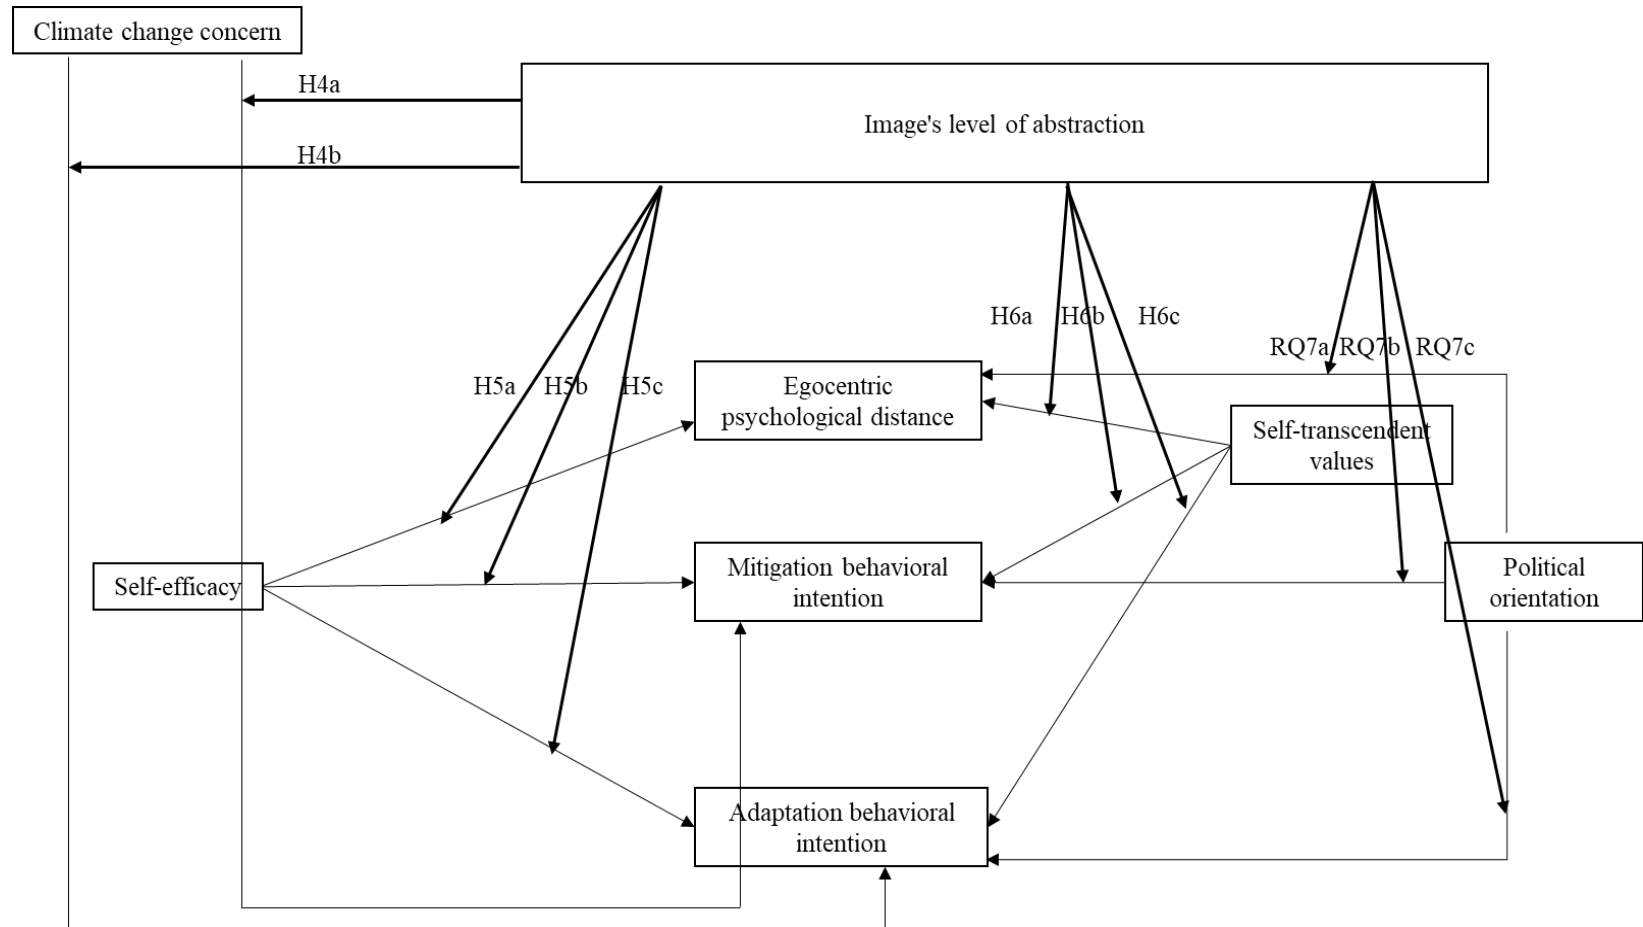 Climate change concern
H4a
Image's level of abstraction
H4b
H6a
H6b
H6c
RQ7a
RQ7b
RQ7c
H5a
H5b
H5c
Egocentric
psychological distance
Self-transcendent
values
Self-efficacy
Mitigation behavioral
intention
Political
orientation
Adaptation behavioral
intention